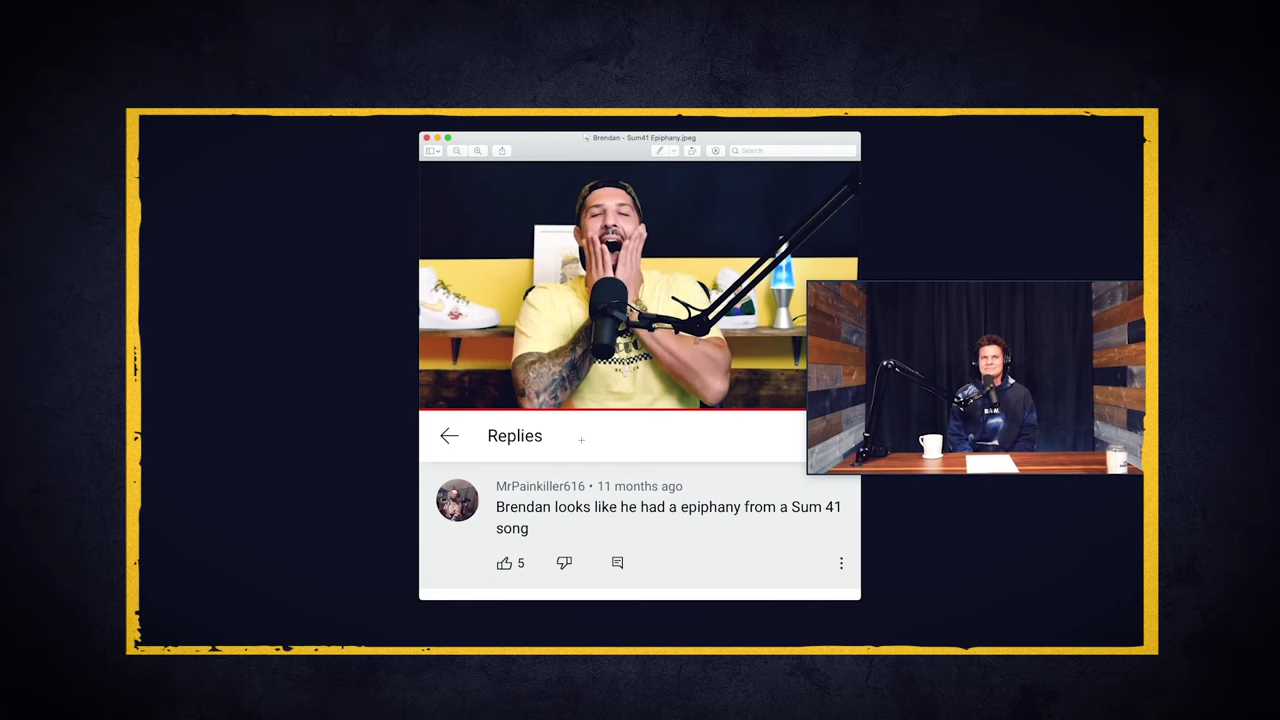 Brendan - Sum41 Epiphany.jpeg
Search
Replies
MrPainkiller616 • 11 months ago
Brendan looks like he had a epiphany from a Sum 41
song
5